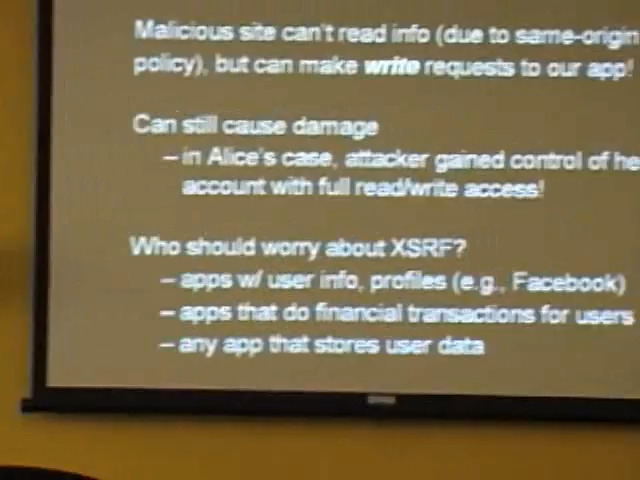 Malicious site can't read info (due to same-origin
policy), but can make write requests to our app!
Can still cause damage
– in Alice's case, attacker gained control of he
account with full read/write access!
Who should worry about XSRF?
– apps w/ user info, profiles (e.g., Facebook)
– apps that do financial transactions for users
– any app that stores user data